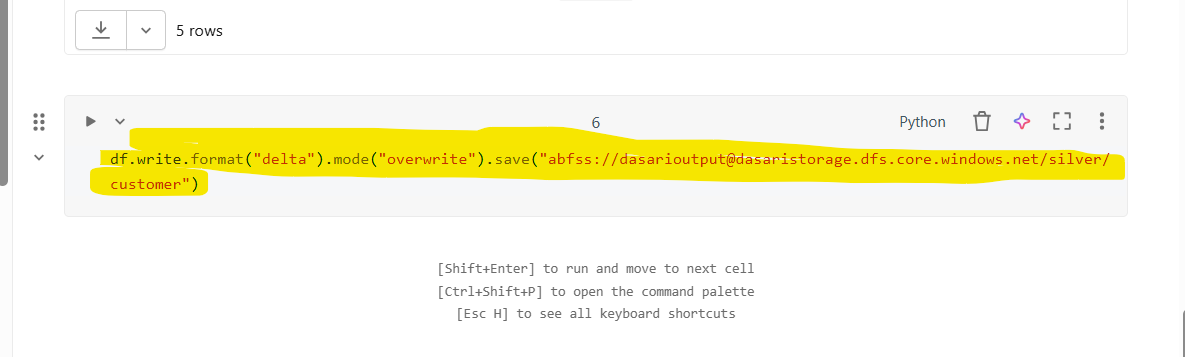 5 rows
6
Python
df.write.format("delta").mode("overwrite").save("abfss://dasarioutput@dasaristorage.dfs.core.windows.net/silver/
customer")
[Shift+Enter] to run and move to next cell
[Ctrl+Shift+P] to open the command palette
[Esc H] to see all keyboard shortcuts